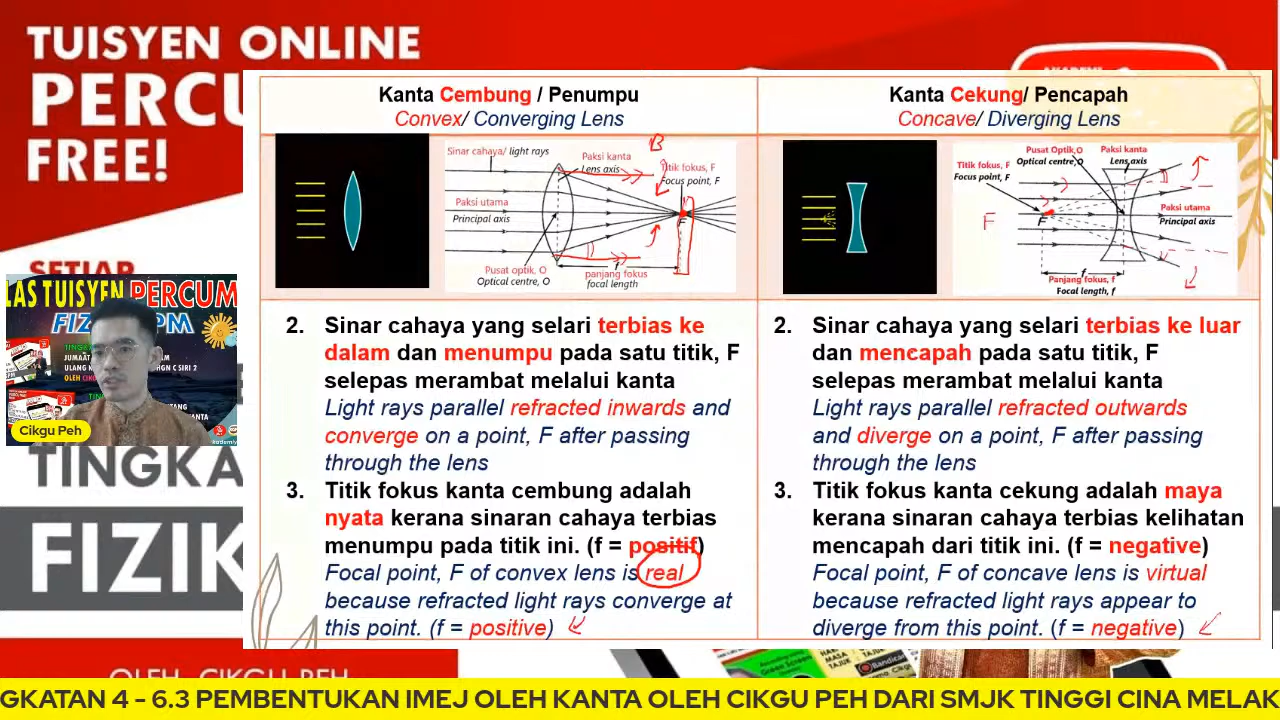 TUISYEN ONLINE
PERCU
FREE!
SETIAP
TINGKA
FIZIK
OLEH CIKGU PEH
LAS TUISYEN PERCUM
FIZ PM
Cikgu Peh
Kanta Cembung / Penumpu
Convex/ Converging Lens
Sinar cahaya/ light rays
Paksi kanta
Lens axis
B
Titik fokus, F
Focus point, F
Paksi utama
Principal axis
F
Pusat optik, O
Optical centre, O
f
panjang fokus
focal length
2. Sinar cahaya yang selari terbias ke
dalam dan menumpu pada satu titik, F
selepas merambat melalui kanta
Light rays parallel refracted inwards and
converge on a point, F after passing
through the lens
3. Titik fokus kanta cembung adalah
nyata kerana sinaran cahaya terbias
menumpu pada titik ini. (f = positif)
Focal point, F of convex lens is real
because refracted light rays converge at
this point. (f = positive)
Kanta Cekung/ Pencapah
Concave/ Diverging Lens
Pusat Optik,O
Optical centre, O
Paksi kanta
Lens axis
Titik fokus, F
Focus point, F
Paksi utama
Principal axis
F
F
f
Panjang fokus, f
Focal length, f
2. Sinar cahaya yang selari terbias ke luar
dan mencapah pada satu titik, F
selepas merambat melalui kanta
Light rays parallel refracted outwards
and diverge on a point, F after passing
through the lens
3. Titik fokus kanta cekung adalah maya
kerana sinaran cahaya terbias kelihatan
mencapah dari titik ini. (f = negative)
Focal point, F of concave lens is virtual
because refracted light rays appear to
diverge from this point. (f = negative)
GKATAN 4 - 6.3 PEMBENTUKAN IMEJ OLEH KANTA OLEH CIKGU PEH DARI SMJK TINGGI CINA MELAK